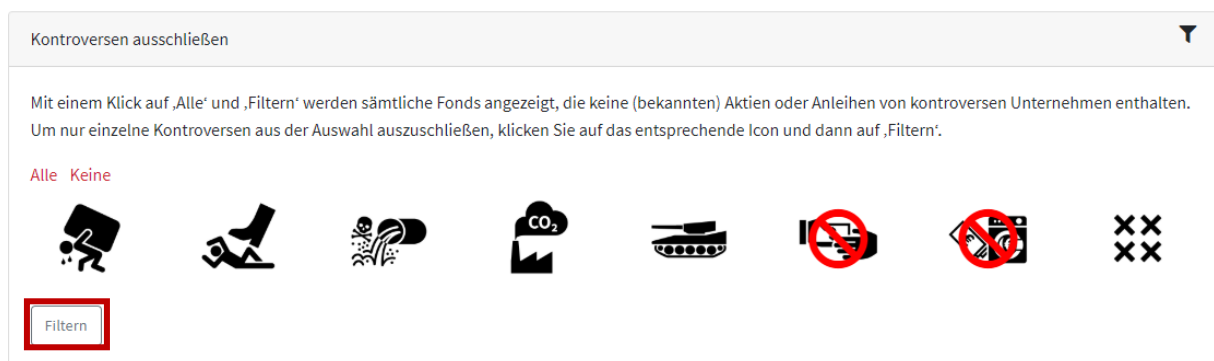 Kontroversen ausschließen
Mit einem Klick auf ‚Alle‘ und ‚Filtern‘ werden sämtliche Fonds angezeigt, die keine (bekannten) Aktien oder Anleihen von kontroversen Unternehmen enthalten.
Um nur einzelne Kontroversen aus der Auswahl auszuschließen, klicken Sie auf das entsprechende Icon und dann auf ‚Filtern‘.
Alle Keine
CO₂
Filtern